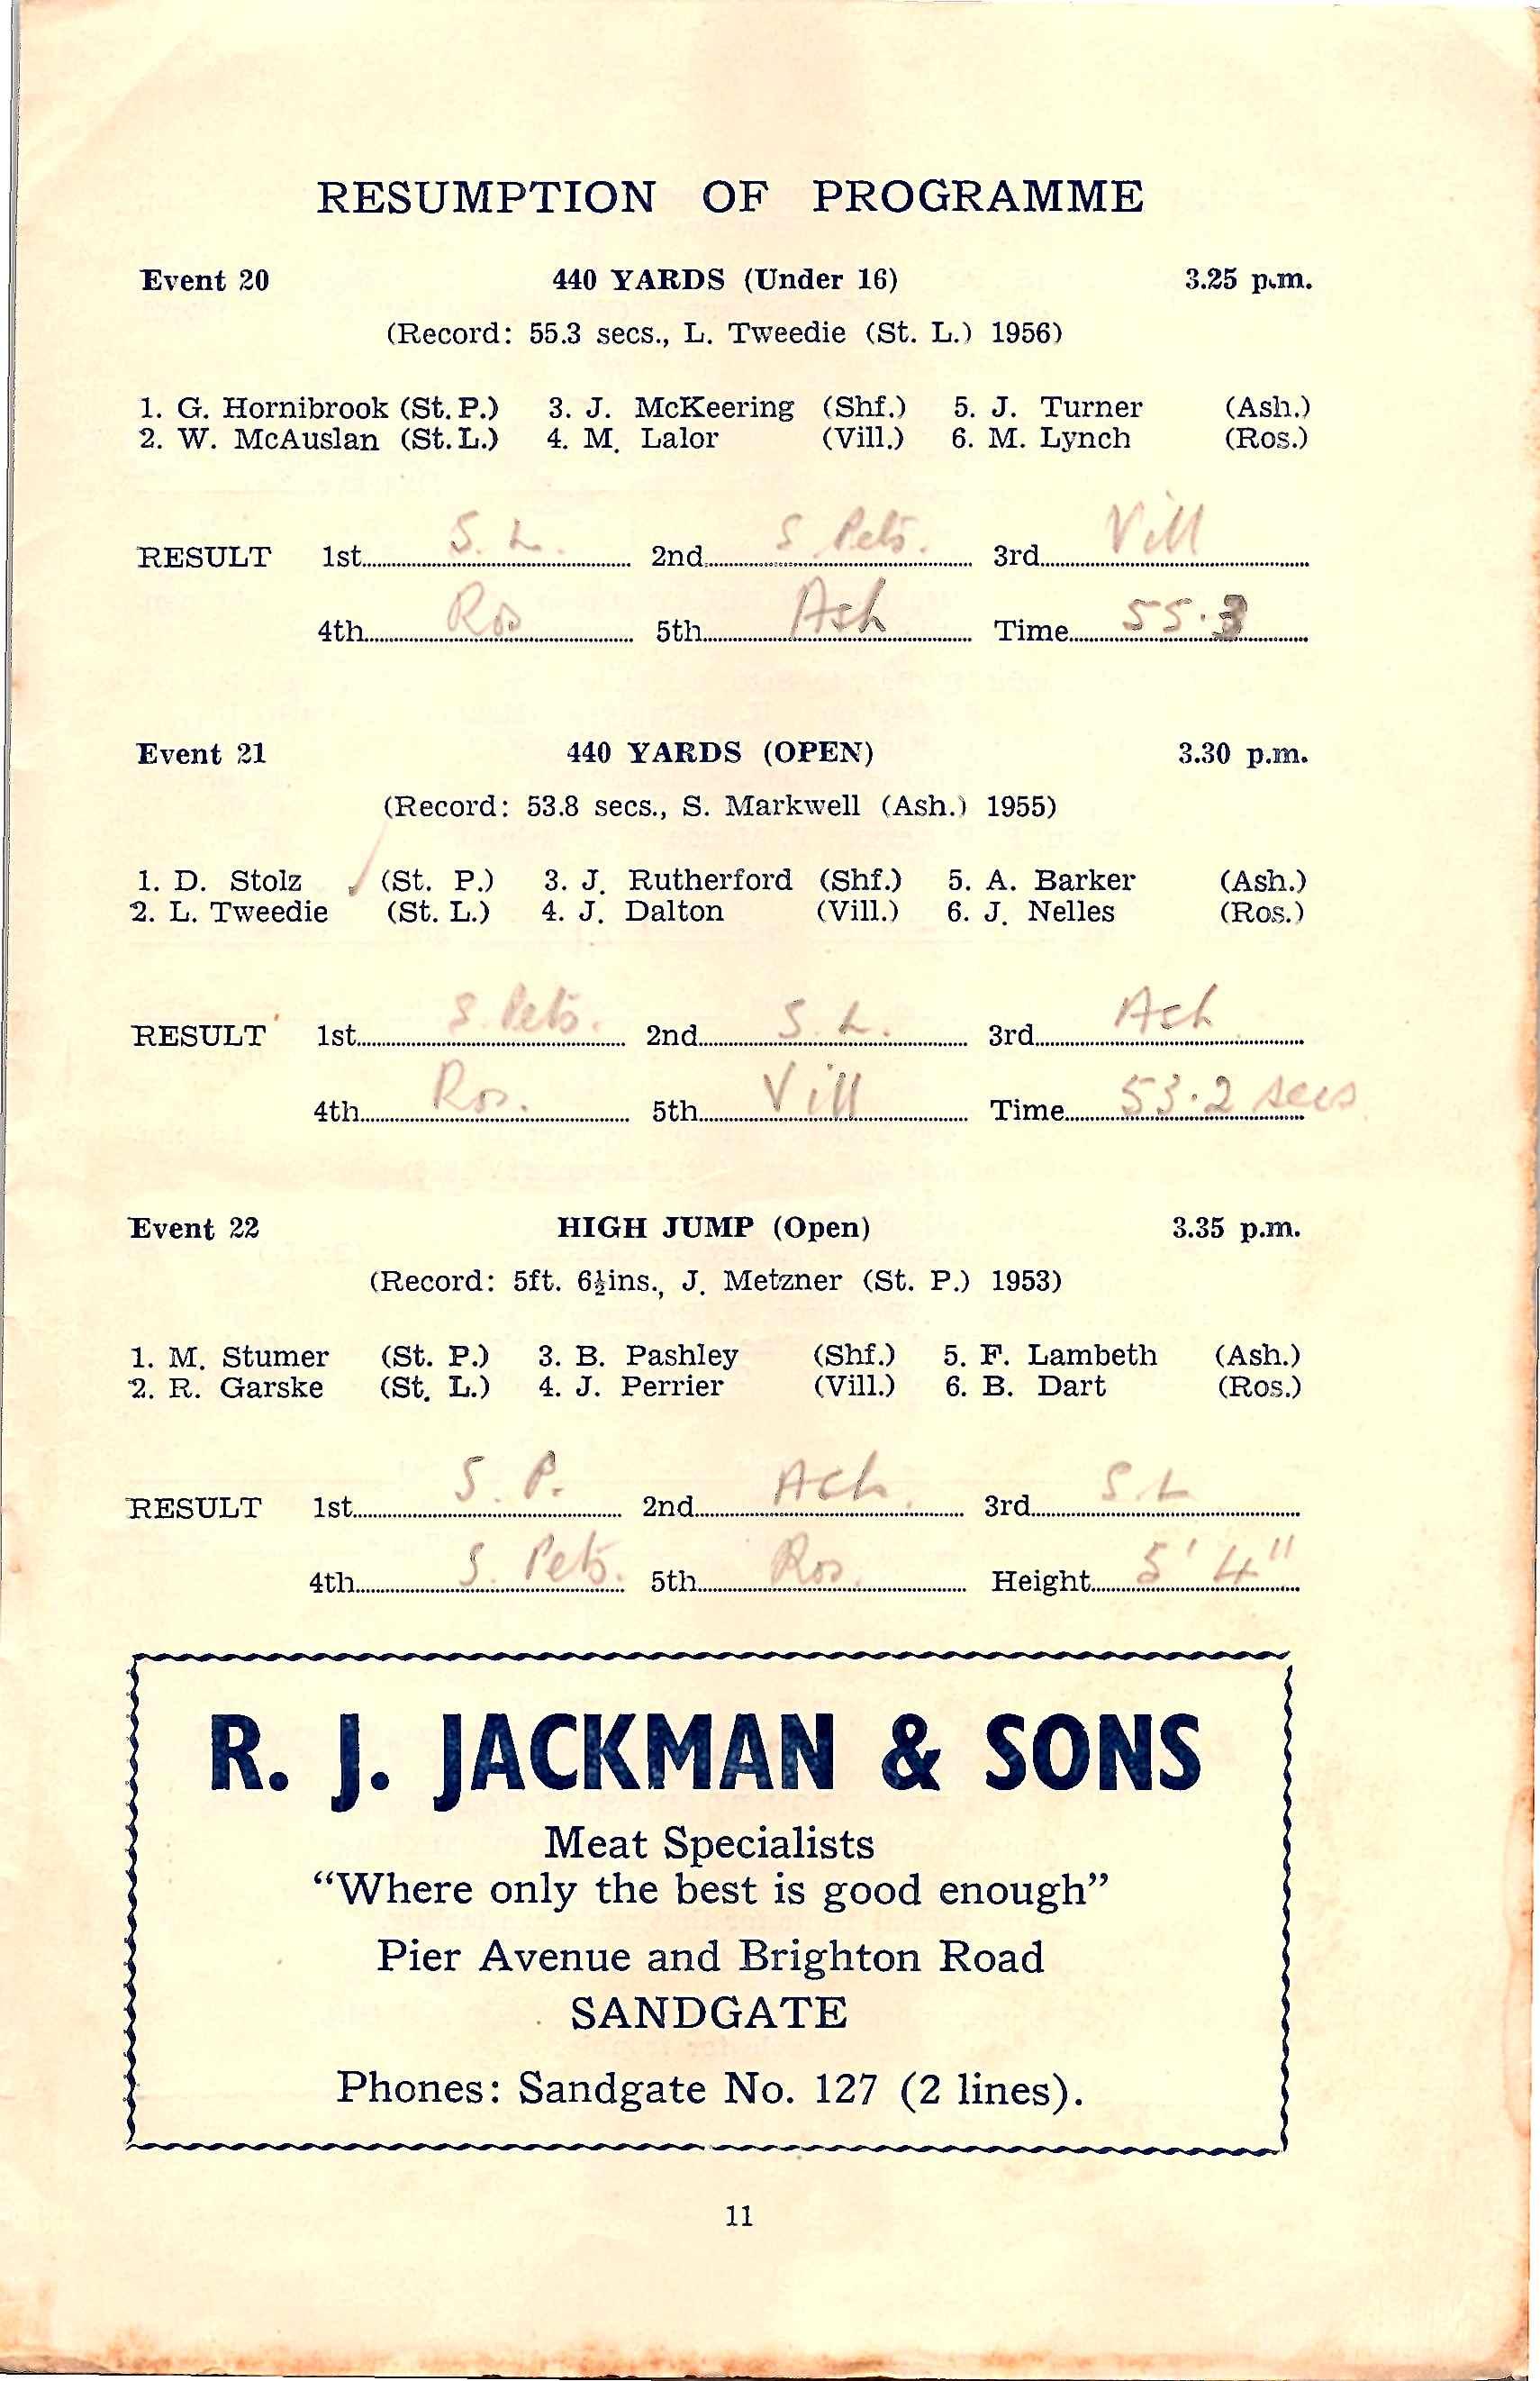 RESUMPTION OF PROGRAMME
Event 20 440 YARDS (Under 16) 3.25 p.m.
(Record: 55.3 secs., L. Tweedie (St. L.) 1956)
1. G. Hornibrook (St. P.) 3. J. McKeering (Shf.) 5. J. Turner (Ash.)
2. W. McAuslan (St. L.) 4. M. Lalor (Vill.) 6. M. Lynch (Ros.)
RESULT 1st S. L. 2nd S Pets. 3rd Vill
4th Ros 5th Ash Time 55.3
Event 21 440 YARDS (OPEN) 3.30 p.m.
(Record: 53.8 secs., S. Markwell (Ash.) 1955)
1. D. Stolz (St. P.) 3. J. Rutherford (Shf.) 5. A. Barker (Ash.)
2. L. Tweedie (St. L.) 4. J. Dalton (Vill.) 6. J. Nelles (Ros.)
RESULT 1st S. Pets. 2nd S. L. 3rd Ash
4th Ros. 5th Vill Time 53.2 secs
Event 22 HIGH JUMP (Open) 3.35 p.m.
(Record: 5ft. 6½ins., J. Metzner (St. P.) 1953)
1. M. Stumer (St. P.) 3. B. Pashley (Shf.) 5. F. Lambeth (Ash.)
2. R. Garske (St. L.) 4. J. Perrier (Vill.) 6. B. Dart (Ros.)
RESULT 1st S. P. 2nd Ash. 3rd S. L
4th S. Pets. 5th Ros. Height 5' 4"
R. J. JACKMAN & SONS
Meat Specialists
"Where only the best is good enough"
Pier Avenue and Brighton Road
SANDGATE
Phones: Sandgate No. 127 (2 lines).
11